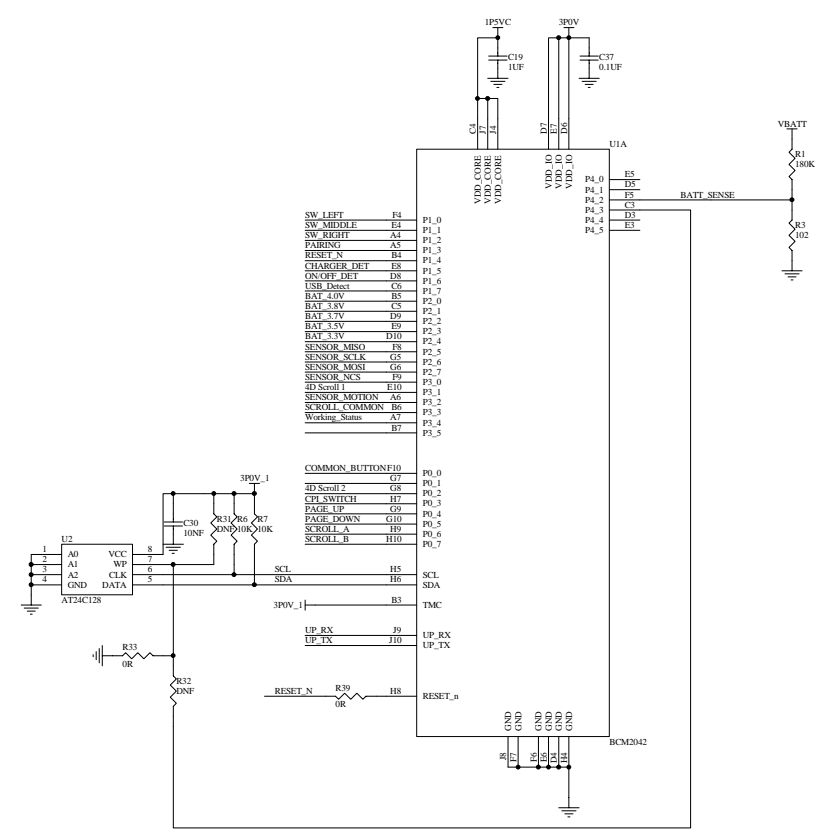 1P5VC
3P0V
C19
1UF
C37
0.1UF
C4
J7
J4
D7
E7
D6
VBATT
U1A
VDD_CORE
VDD_CORE
VDD_CORE
VDD_IO
VDD_IO
VDD_IO
R1
180K
P4_0 E5
P4_1 D5
P4_2 F5 BATT_SENSE
P4_3 C3
P4_4 D3
P4_5 E3
R3
102
SW_LEFT F4 P1_0
SW_MIDDLE E4 P1_1
SW_RIGHT A4 P1_2
PAIRING A5 P1_3
RESET_N B4 P1_4
CHARGER_DET E8 P1_5
ON/OFF_DET D8 P1_6
USB_Detect C6 P1_7
BAT_4.0V B5 P2_0
BAT_3.8V C5 P2_1
BAT_3.7V D9 P2_2
BAT_3.5V E9 P2_3
BAT_3.3V D10 P2_4
SENSOR_MISO F8 P2_5
SENSOR_SCLK G5 P2_6
SENSOR_MOSI G6 P2_7
SENSOR_NCS F9 P3_0
4D Scroll 1 E10 P3_1
SENSOR_MOTION A6 P3_2
SCROLL_COMMON B6 P3_3
Working_Status A7 P3_4
B7 P3_5
COMMON_BUTTON F10 P0_0
G7 P0_1
4D Scroll 2 G8 P0_2
CPI_SWITCH H7 P0_3
PAGE_UP G9 P0_4
PAGE_DOWN G10 P0_5
SCROLL_A H9 P0_6
SCROLL_B H10 P0_7
3P0V_1
C30
10NF
R31
DNF
R6
10K
R7
10K
U2
1 A0 VCC 8
2 A1 WP 7
3 A2 CLK 6
4 GND DATA 5
AT24C128
SCL H5 SCL
SDA H6 SDA
3P0V_1 B3 TMC
UP_RX J9 UP_RX
UP_TX J10 UP_TX
R33
0R
R32
DNF
RESET_N R39 H8 RESET_n
0R
GND
GND
GND
GND
GND
GND
BCM2042
J8
F7
F6
E6
D4
H4